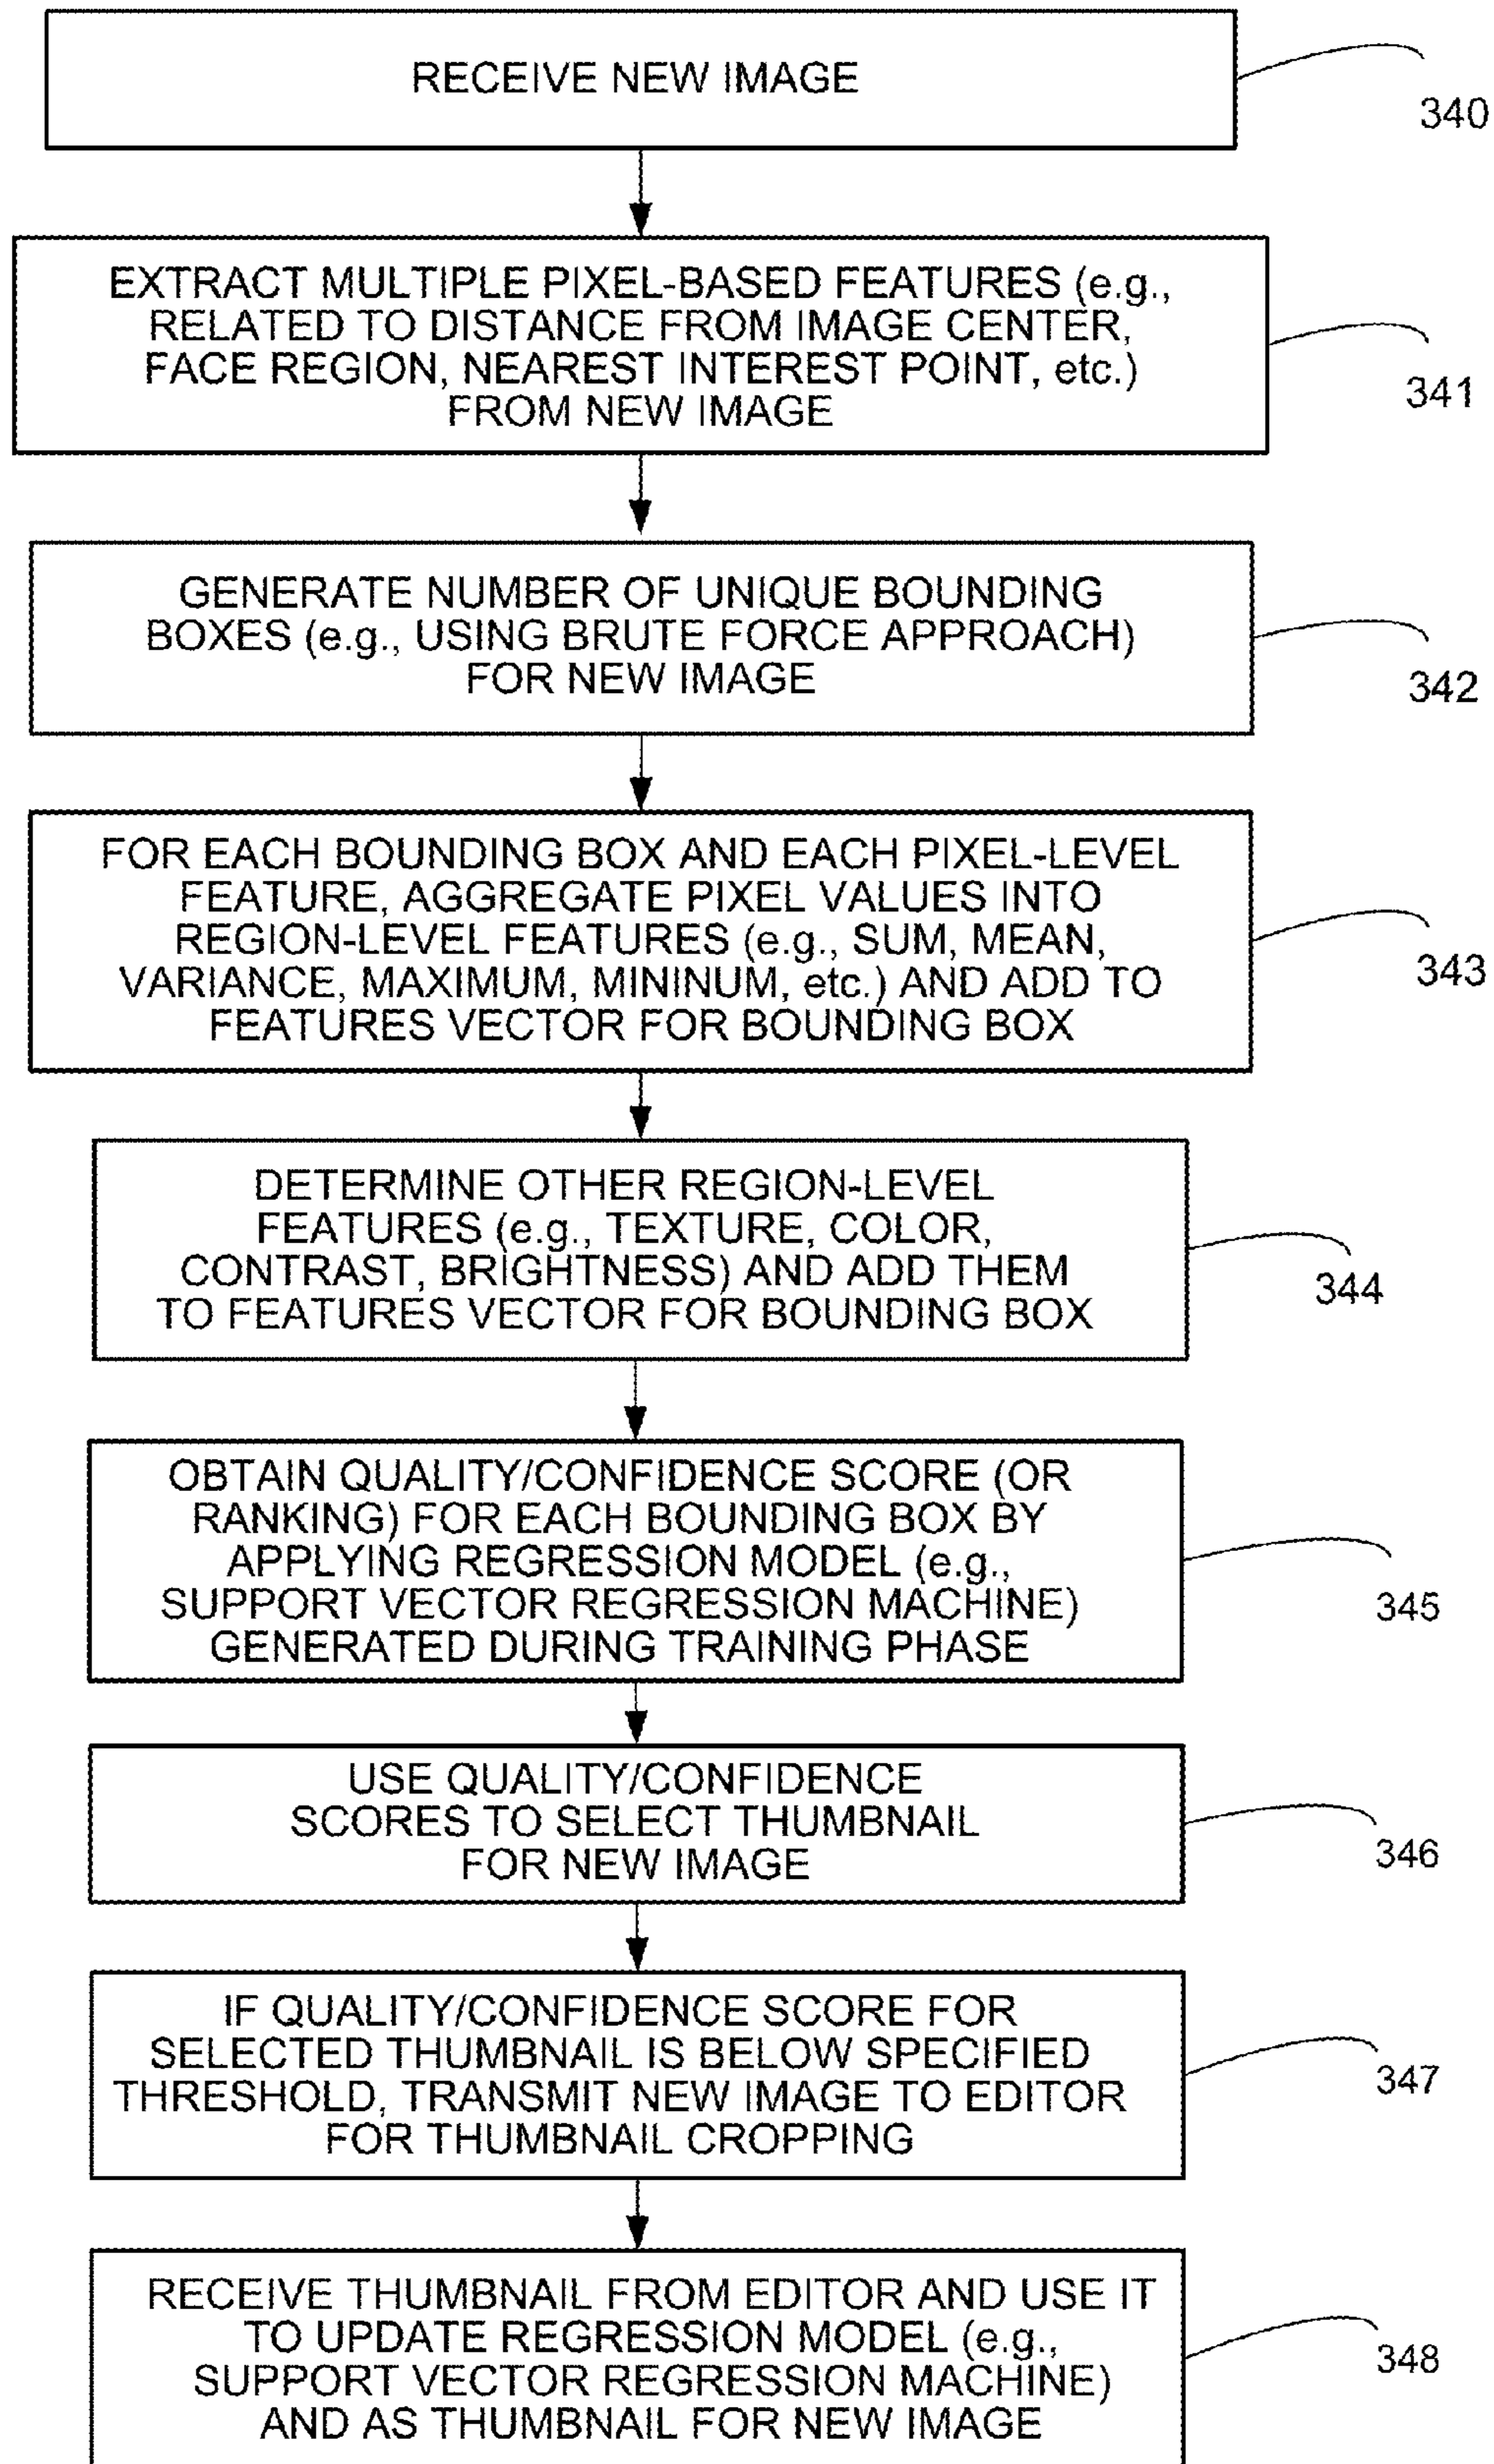 RECEIVE NEW IMAGE
340
EXTRACT MULTIPLE PIXEL-BASED FEATURES (e.g.,
RELATED TO DISTANCE FROM IMAGE CENTER,
FACE REGION, NEAREST INTEREST POINT, etc.)
FROM NEW IMAGE
341
GENERATE NUMBER OF UNIQUE BOUNDING
BOXES (e.g., USING BRUTE FORCE APPROACH)
FOR NEW IMAGE
342
FOR EACH BOUNDING BOX AND EACH PIXEL-LEVEL
FEATURE, AGGREGATE PIXEL VALUES INTO
REGION-LEVEL FEATURES (e.g., SUM, MEAN,
VARIANCE, MAXIMUM, MININUM, etc.) AND ADD TO
FEATURES VECTOR FOR BOUNDING BOX
343
DETERMINE OTHER REGION-LEVEL
FEATURES (e.g., TEXTURE, COLOR,
CONTRAST, BRIGHTNESS) AND ADD THEM
TO FEATURES VECTOR FOR BOUNDING BOX
344
OBTAIN QUALITY/CONFIDENCE SCORE (OR
RANKING) FOR EACH BOUNDING BOX BY
APPLYING REGRESSION MODEL (e.g.,
SUPPORT VECTOR REGRESSION MACHINE)
GENERATED DURING TRAINING PHASE
345
USE QUALITY/CONFIDENCE
SCORES TO SELECT THUMBNAIL
FOR NEW IMAGE
346
IF QUALITY/CONFIDENCE SCORE FOR
SELECTED THUMBNAIL IS BELOW SPECIFIED
THRESHOLD, TRANSMIT NEW IMAGE TO EDITOR
FOR THUMBNAIL CROPPING
347
RECEIVE THUMBNAIL FROM EDITOR AND USE IT
TO UPDATE REGRESSION MODEL (e.g.,
SUPPORT VECTOR REGRESSION MACHINE)
AND AS THUMBNAIL FOR NEW IMAGE
348